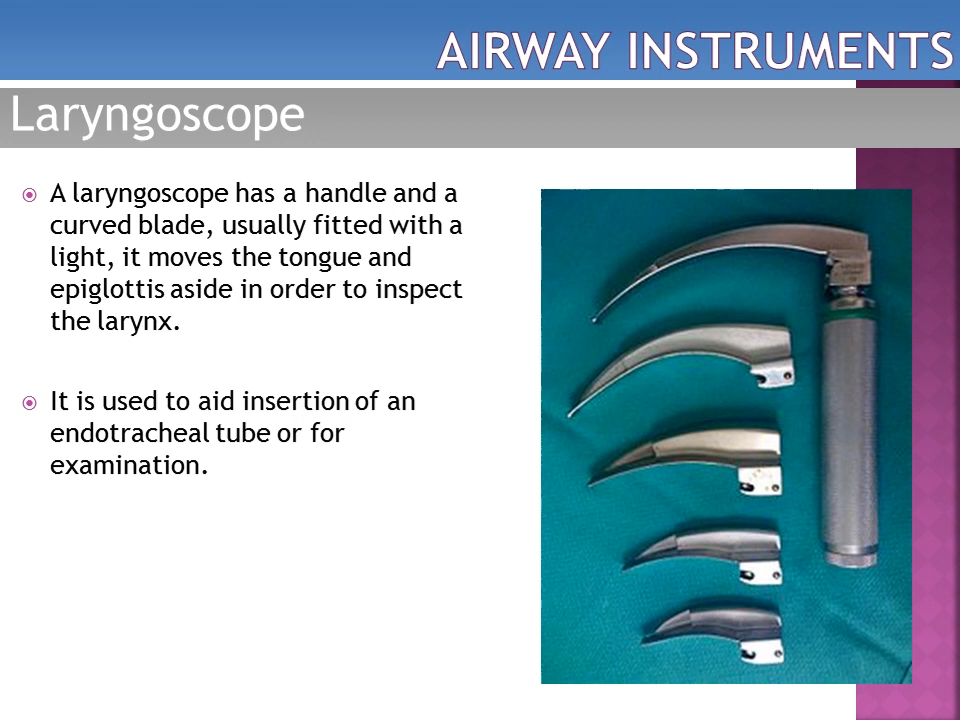 AIRWAY INSTRUMENTS
Laryngoscope
A laryngoscope has a handle and a
curved blade, usually fitted with a
light, it moves the tongue and
epiglottis aside in order to inspect
the larynx.
It is used to aid insertion of an
endotracheal tube or for
examination.